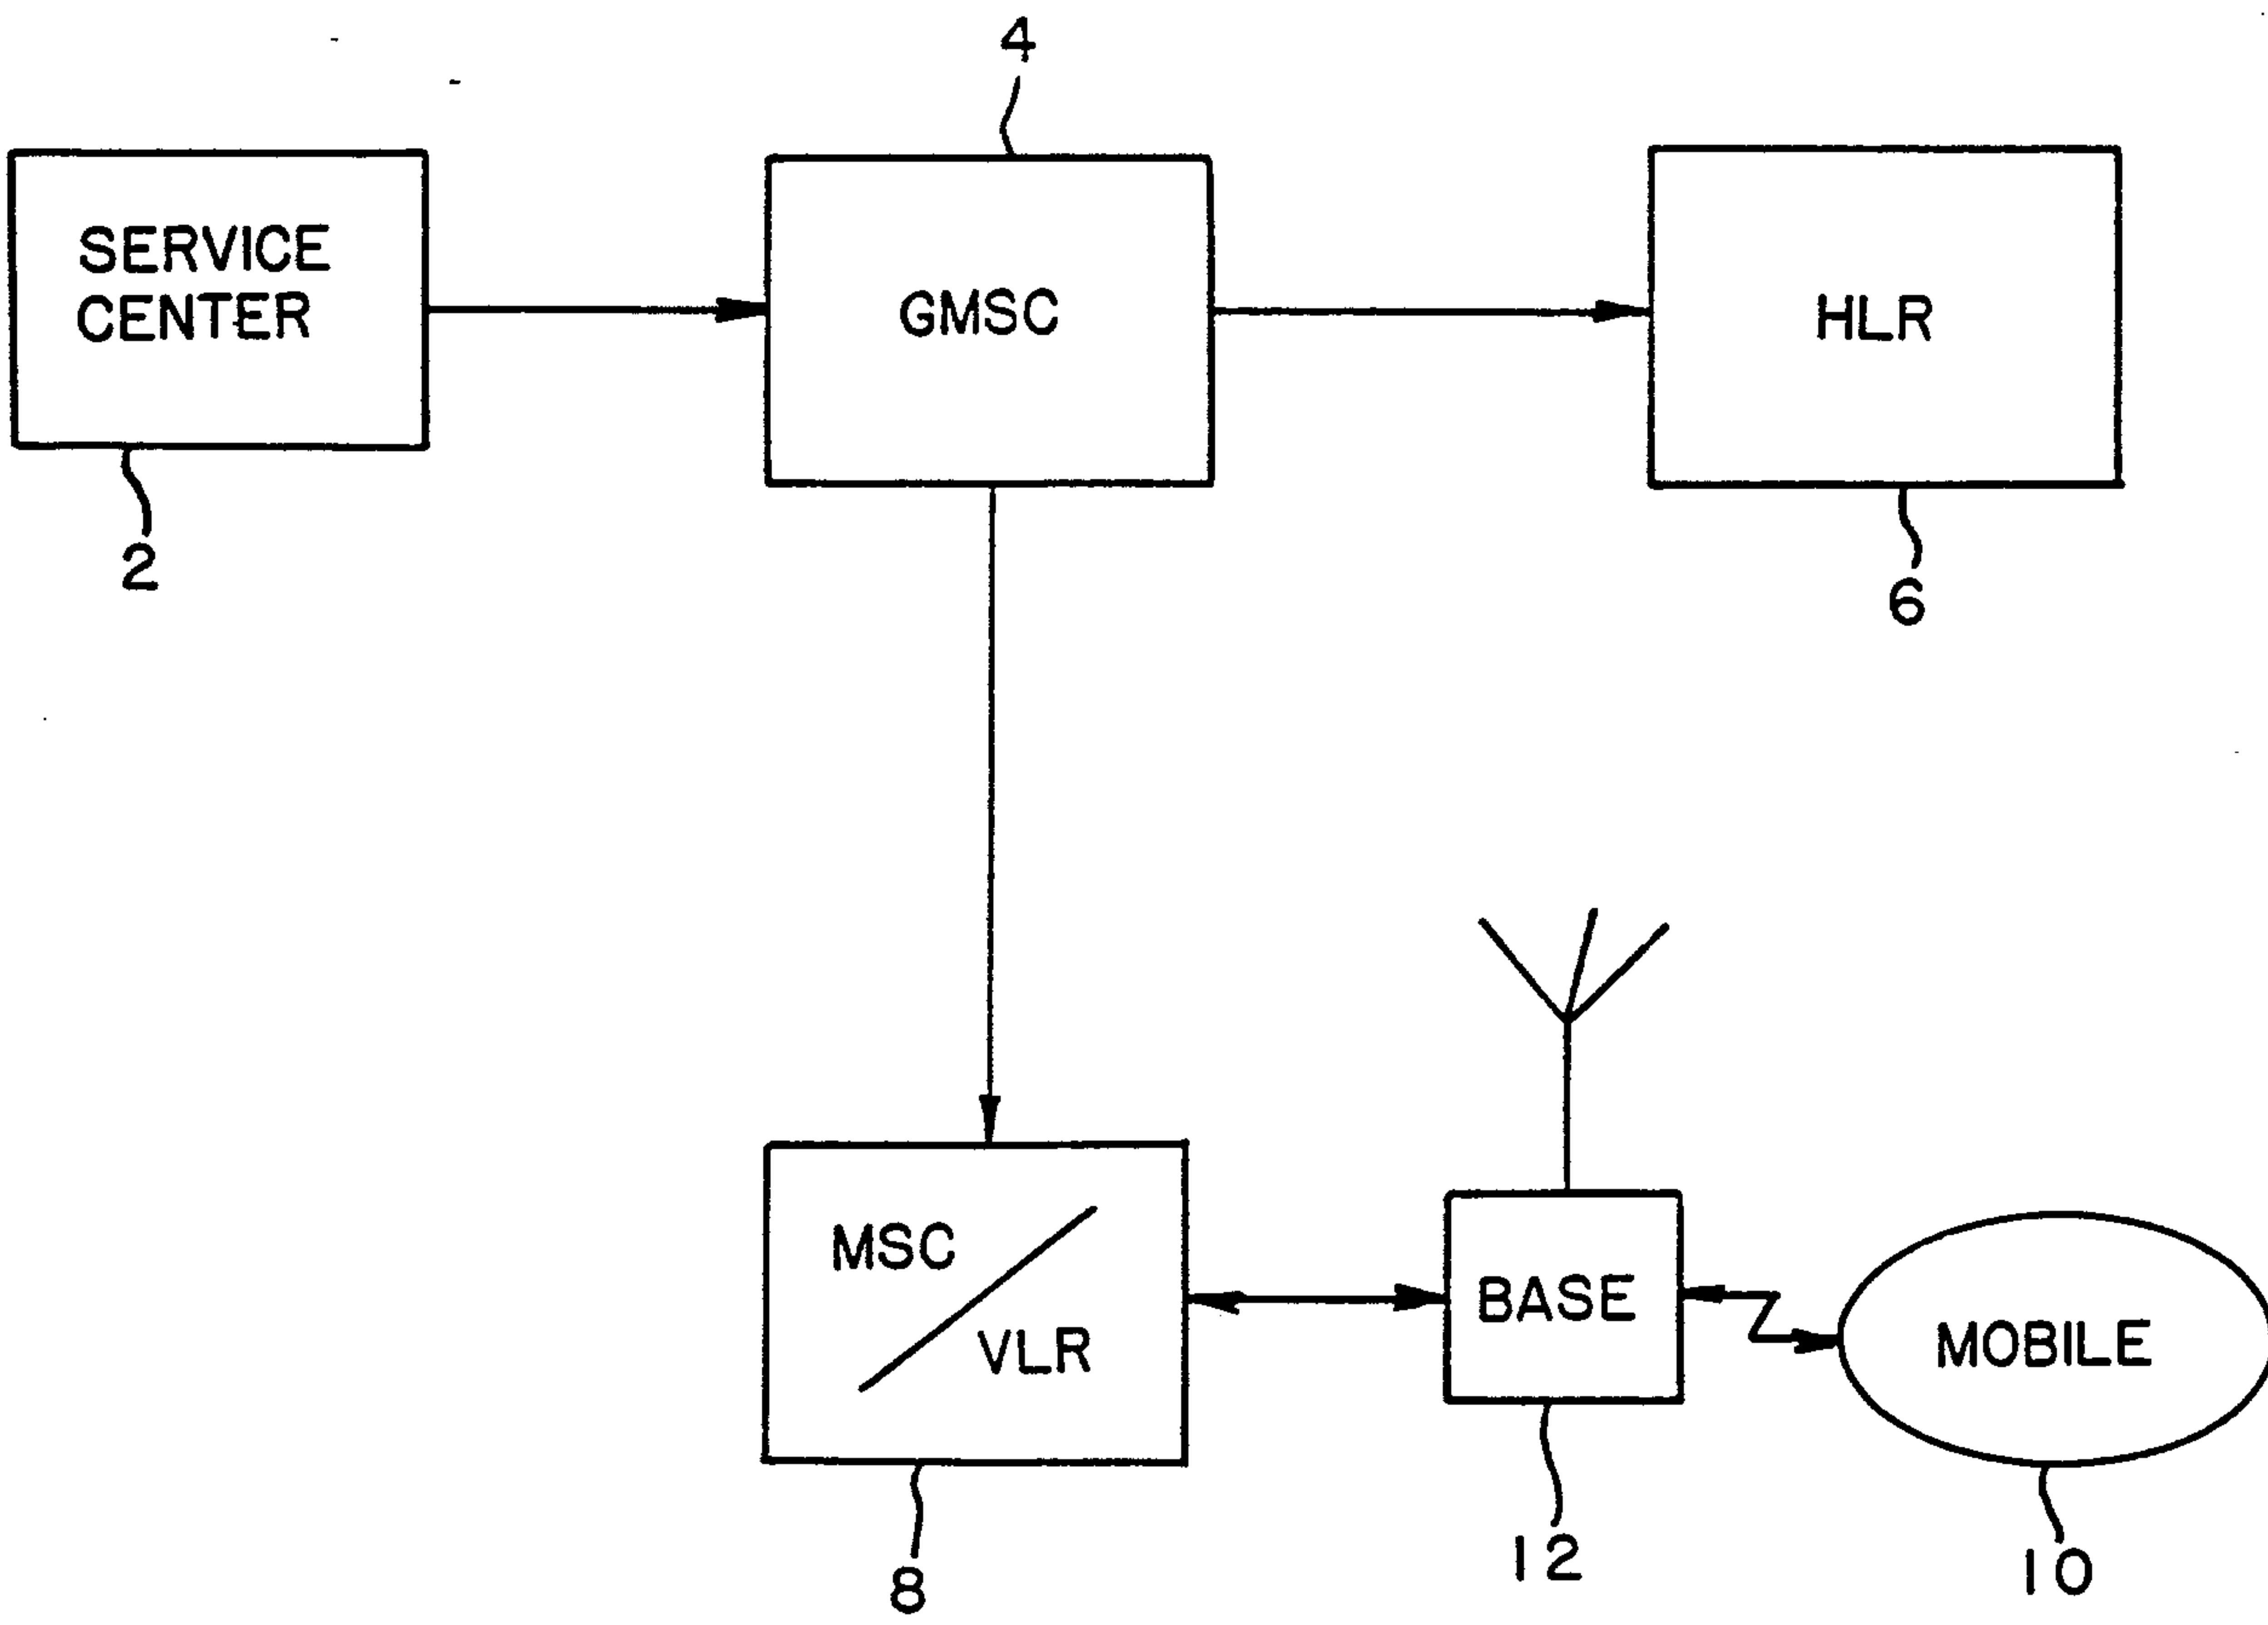 4
SERVICE
CENTER
GMSC
HLR
2
6
MSC
VLR
BASE
MOBILE
8
12
10